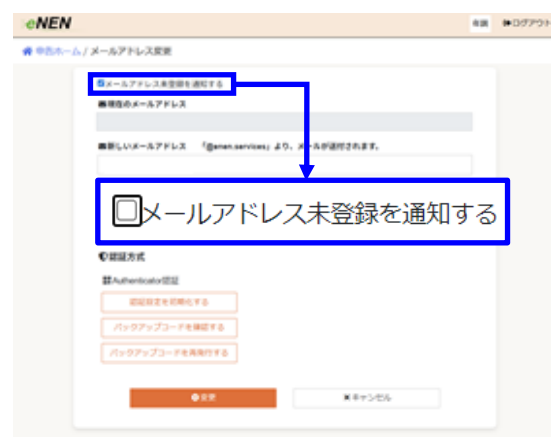 eNEN
ログアウト
申告ホーム / メールアドレス変更
メールアドレス未登録を通知する
現在のメールアドレス
新しいメールアドレス 「@enen.services」より、メールが送付されます。
メールアドレス未登録を通知する
認証方式
Authenticator認証
認証設定を初期化する
バックアップコードを確認する
バックアップコードを再発行する
変更
キャンセル